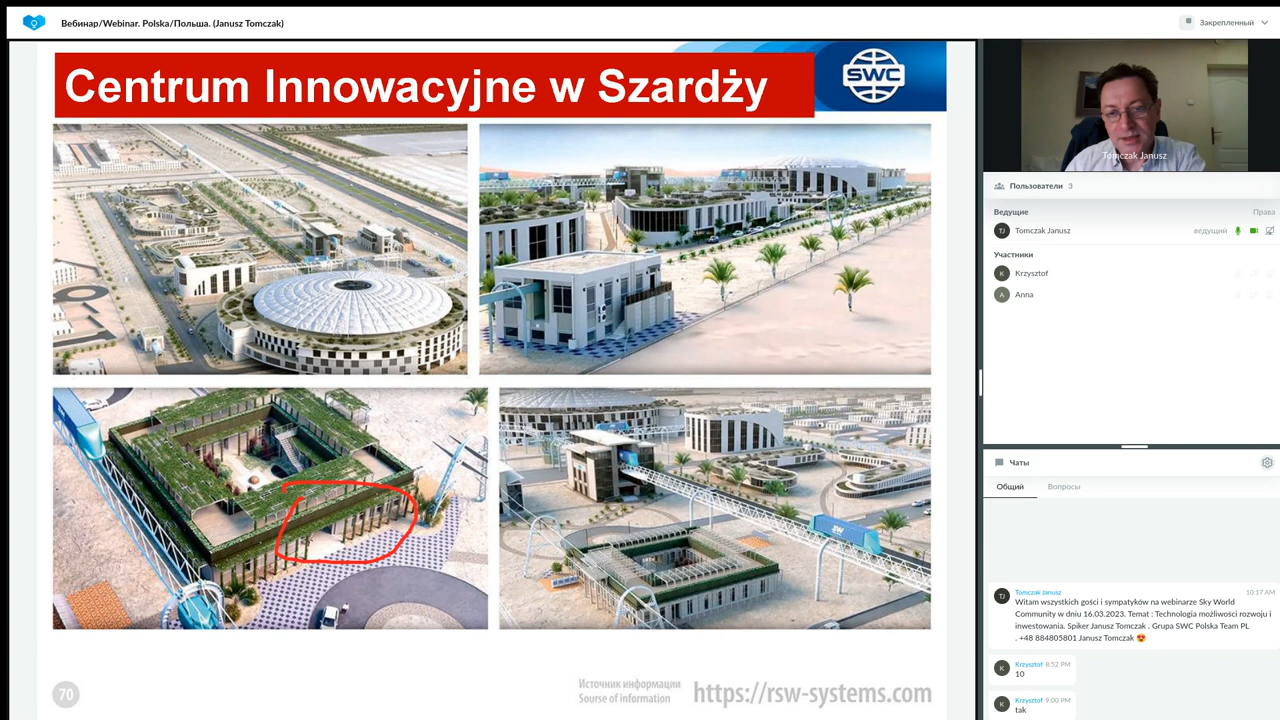 Вебинар/Webinar. Polska/Польша. (Janusz Tomczak)
Закрепленный
Centrum Innowacyjne w Szardży
SWC
Tomczak Janusz
Пользователи 3
Ведущие Права
TJ Tomczak Janusz ведущий
Участники
K Krzysztof
A Anna
Чаты
Общий Вопросы
TJ Tomczak Janusz 10:17 AM
Witam wszystkich gości i sympatyków na webinarze Sky World
Community w dniu 16.03.2023. Temat : Technologia możliwości rozwoju i
inwestowania. Spiker Janusz Tomczak . Grupa SWC Polska Team PL
. +48 884805801 Janusz Tomczak 😍
K Krzysztof 8:52 PM
10
K Krzysztof 9:00 PM
tak
SWC
70
Источник информации
Sourse of information
https://rsw-systems.com